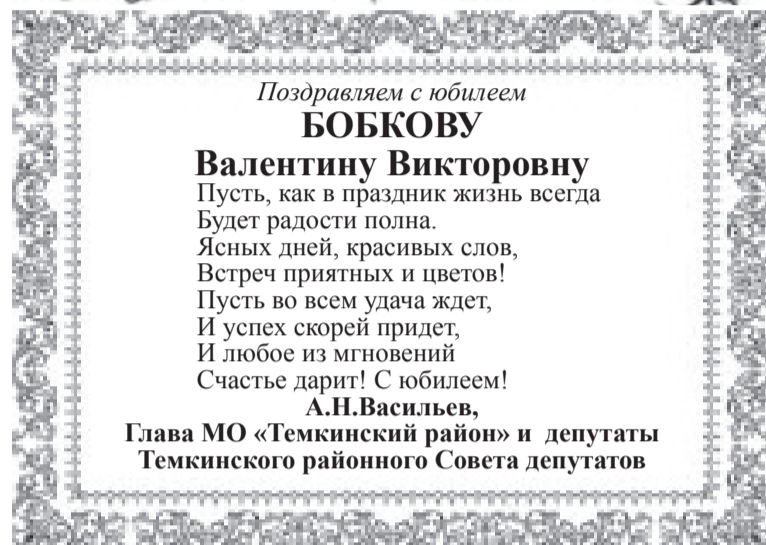 Поздравляем с юбилеем
БОБКОВУ
Валентину Викторовну
Пусть, как в праздник жизнь всегда
Будет радости полна.
Ясных дней, красивых слов,
Встреч приятных и цветов!
Пусть во всем удача ждет,
И успех скорей придет,
И любое из мгновений
Счастье дарит! С юбилеем!
А.Н.Васильев,
Глава МО «Темкинский район» и депутаты
Темкинского районного Совета депутатов